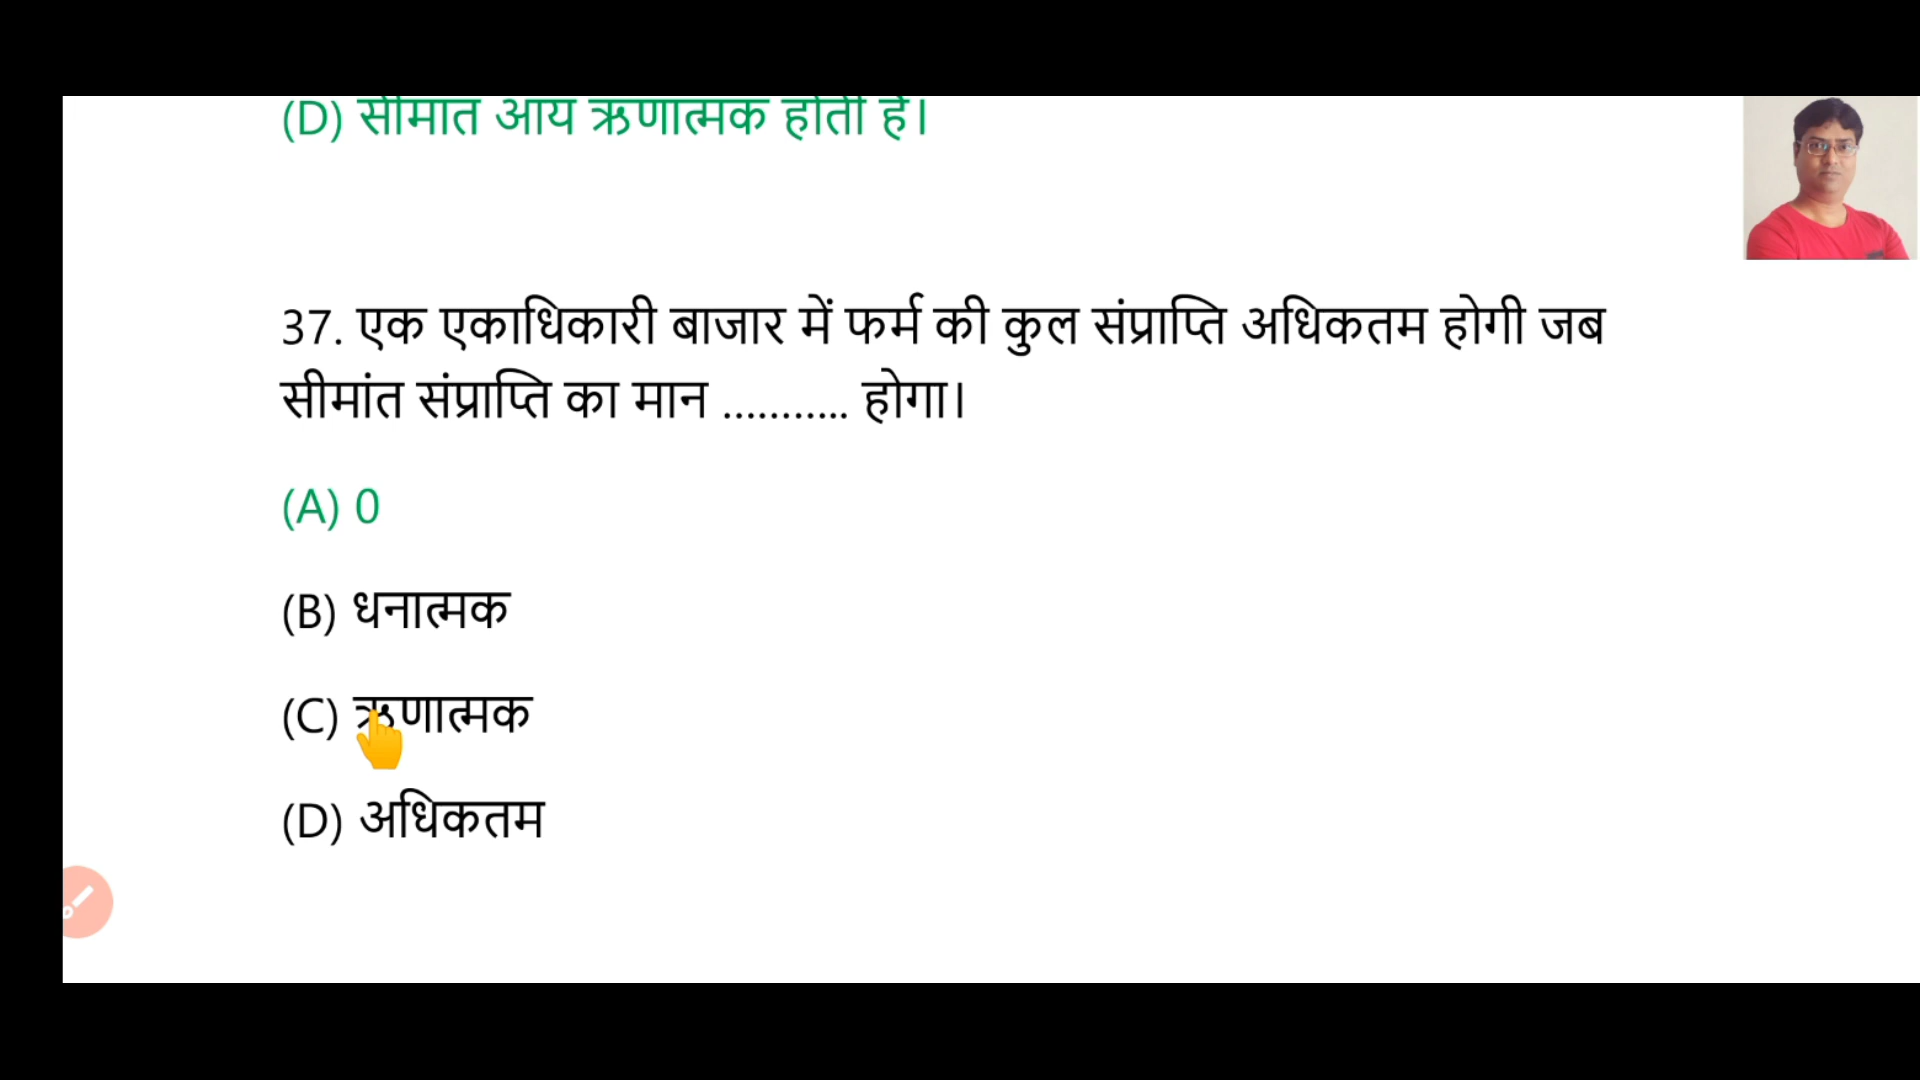 (D) सीमांत आय ऋणात्मक होती है।
37. एक एकाधिकारी बाजार में फर्म की कुल संप्राप्ति अधिकतम होगी जब
सीमांत संप्राप्ति का मान ........... होगा।
(A) 0
(B) धनात्मक
(C) ऋणात्मक
(D) अधिकतम